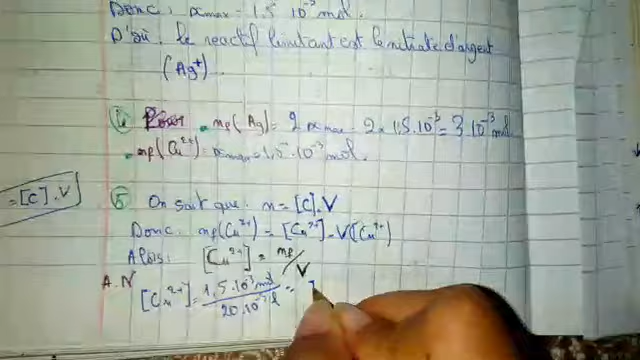 Donc: xmax = 1.5 10⁻³ mol.
D'où: le reactif limitant est le nitrate d'argent
(Ag⁺).
4) Pour . nf(Ag) = 2 xmax = 2 x 1,5.10⁻³ = 3 10⁻³ mol
. nf(Cu²⁺) = xmax = 1.5. 10⁻³ mol.
= [C].V
5) On sait que: n = [C].V
Donc: nf(Cu²⁺) = [Cu²⁺] . V(Cu²⁺)
Alors: [Cu²⁺] = nf/V
A.N [Cu²⁺] = 1,5.10⁻³ mol / 20.10⁻³ l =